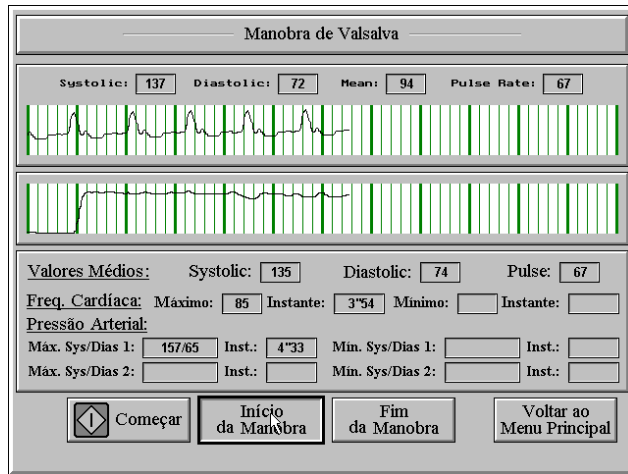 Manobra de Valsalva
Systolic: 137 Diastolic: 72 Mean: 94 Pulse Rate: 67
Valores Médios: Systolic: 135 Diastolic: 74 Pulse: 67
Freq. Cardíaca: Máximo: 85 Instante: 3"54 Mínimo: Instante:
Pressão Arterial:
Máx. Sys/Dias 1: 157/65 Inst.: 4"33 Min. Sys/Dias 1: Inst.:
Máx. Sys/Dias 2: Inst.: Min. Sys/Dias 2: Inst.:
Começar Início da Manobra Fim da Manobra Voltar ao Menu Principal